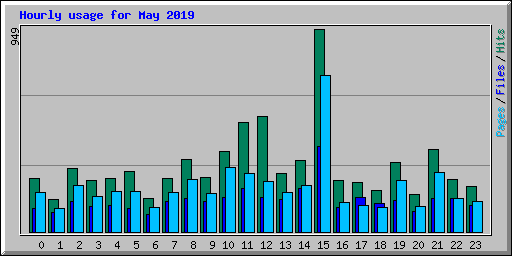 Hourly usage for May 2019
949
Pages / Files / Hits
0 1 2 3 4 5 6 7 8 9 10 11 12 13 14 15 16 17 18 19 20 21 22 23